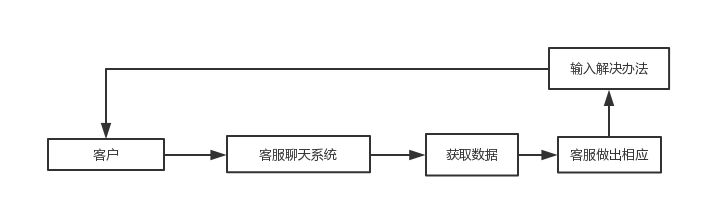 输入解决办法
客户
客服聊天系统
获取数据
客服做出相应